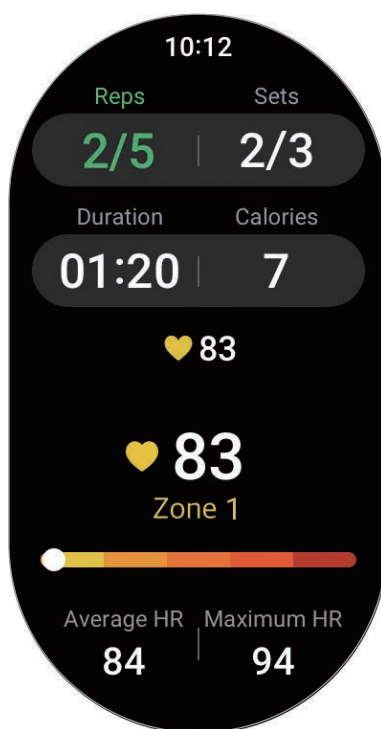 10:12
Reps Sets
2/5 2/3
Duration Calories
01:20 7
83
83
Zone 1
Average HR Maximum HR
84 94